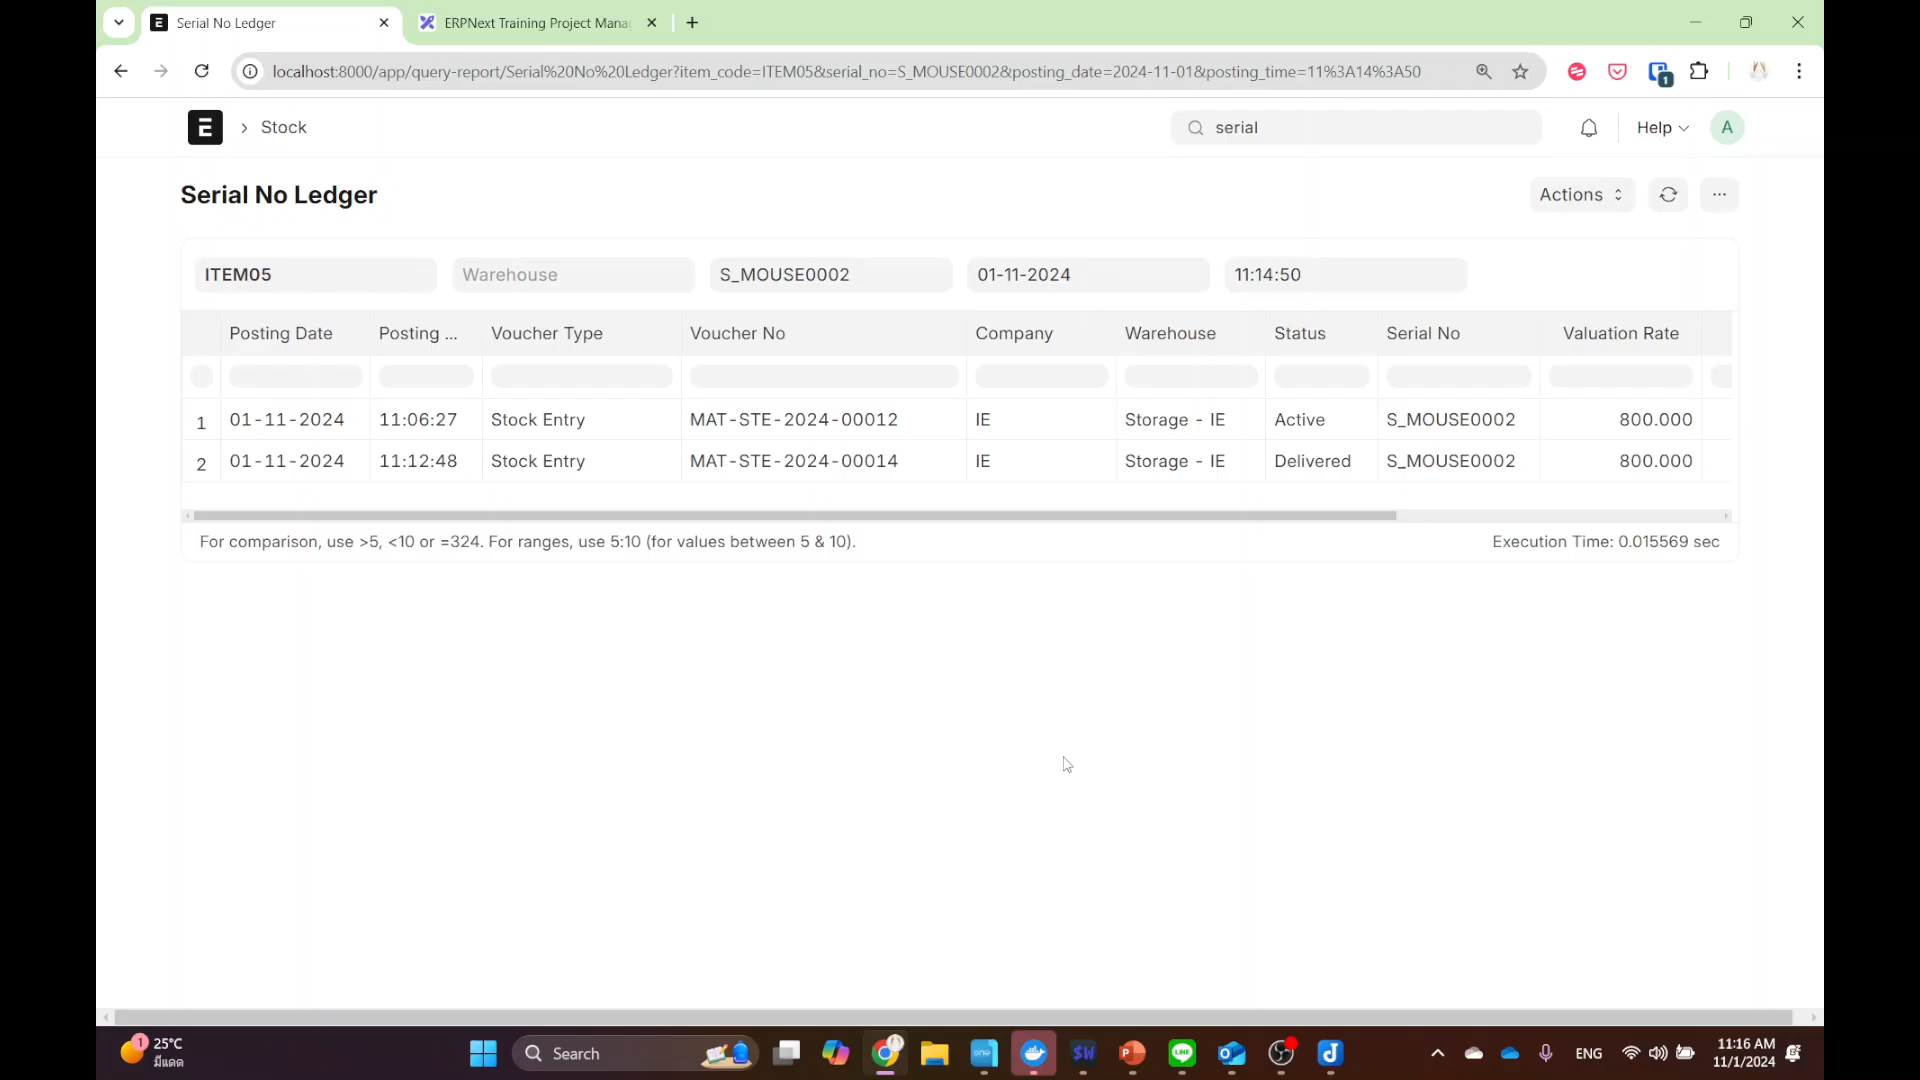 Serial No Ledger
ERPNext Training Project Mana
localhost:8000/app/query-report/Serial%20No%20Ledger?item_code=ITEM05&serial_no=S_MOUSE0002&posting_date=2024-11-01&posting_time=11%3A14%3A50
1
E > Stock
serial
Help
A
Serial No Ledger
Actions
ITEM05 Warehouse S_MOUSE0002 01-11-2024 11:14:50
Posting Date Posting ... Voucher Type Voucher No Company Warehouse Status Serial No Valuation Rate
1 01-11-2024 11:06:27 Stock Entry MAT-STE-2024-00012 IE Storage - IE Active S_MOUSE0002 800.000
2 01-11-2024 11:12:48 Stock Entry MAT-STE-2024-00014 IE Storage - IE Delivered S_MOUSE0002 800.000
For comparison, use >5, <10 or =324. For ranges, use 5:10 (for values between 5 & 10).
Execution Time: 0.015569 sec
1
25°C
มีแดด
Search
ENG
11:16 AM
11/1/2024